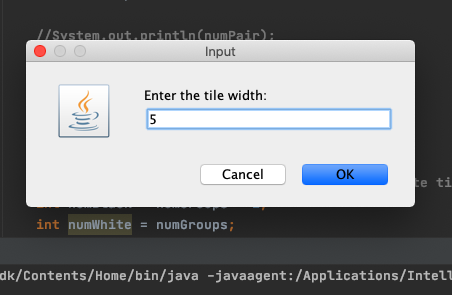 //System.out.println(numPair);
Input
Enter the tile width:
5
Cancel
OK
te ti
int numWhite = numGroups;
dk/Contents/Home/bin/java -javaagent:/Applications/Intell